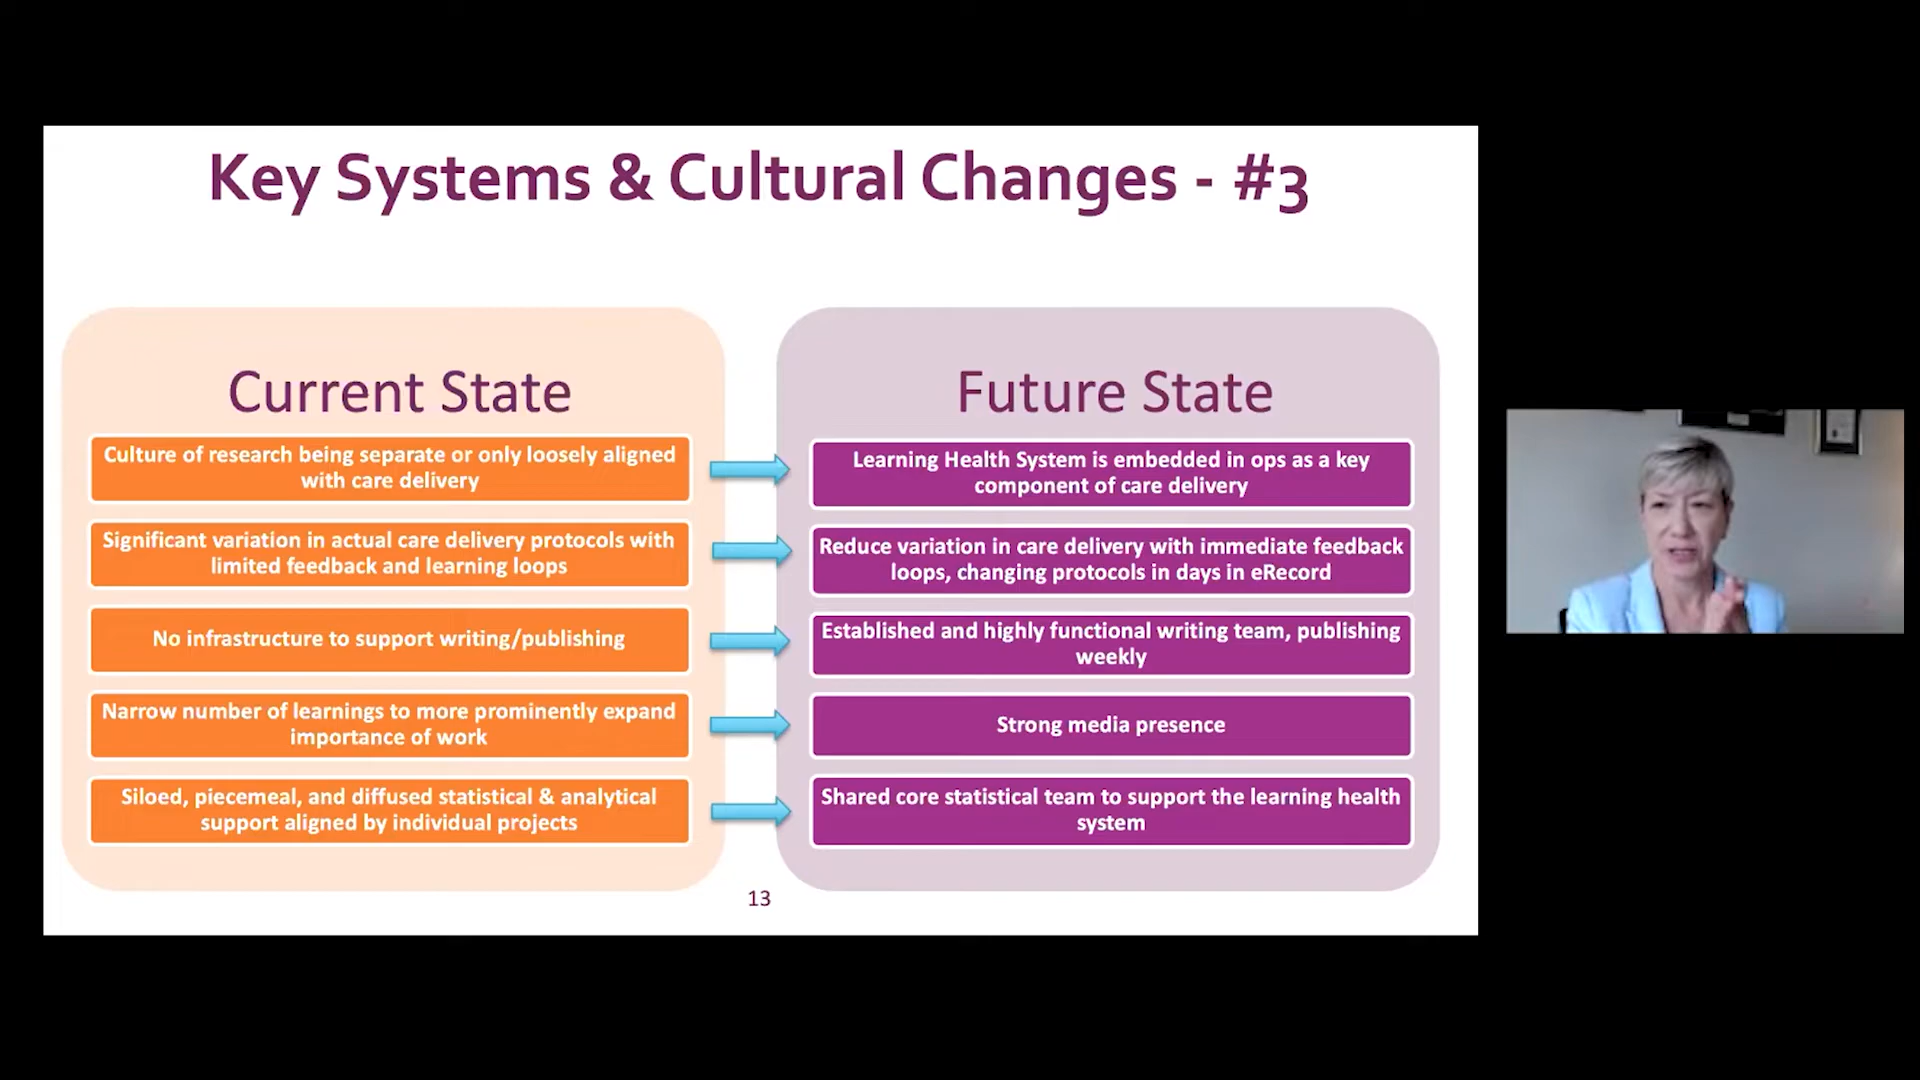 Key Systems & Cultural Changes - #3
Current State
Culture of research being separate or only loosely aligned
with care delivery
Significant variation in actual care delivery protocols with
limited feedback and learning loops
No infrastructure to support writing/publishing
Narrow number of learnings to more prominently expand
importance of work
Siloed, piecemeal, and diffused statistical & analytical
support aligned by individual projects
Future State
Learning Health System is embedded in ops as a key
component of care delivery
Reduce variation in care delivery with immediate feedback
loops, changing protocols in days in eRecord
Established and highly functional writing team, publishing
weekly
Strong media presence
Shared core statistical team to support the learning health
system
13